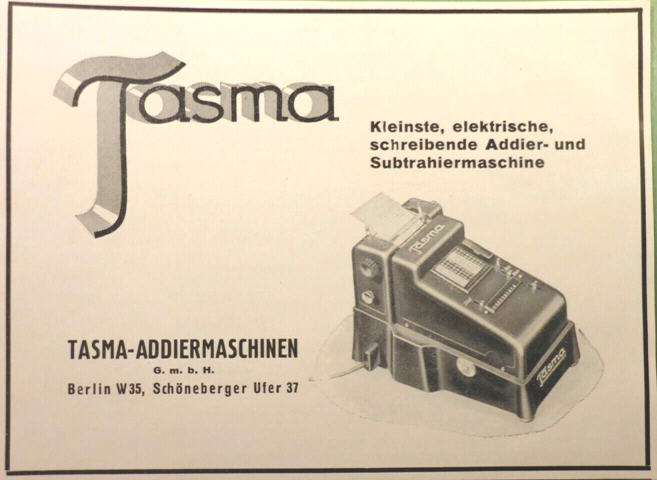 Tasma
Kleinste, elektrische,
schreibende Addier- und
Subtrahiermaschine
Tasma
Tasma
TASMA-ADDIERMASCHINEN
G. m. b. H.
Berlin W35, Schöneberger Ufer 37